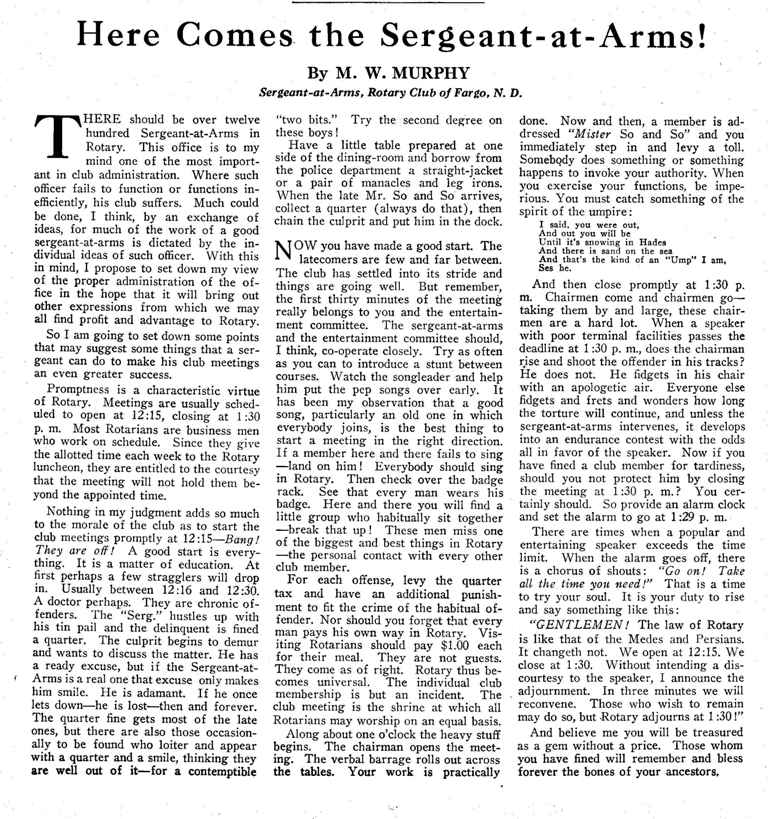 Here Comes the Sergeant-at-Arms!
By M. W. MURPHY
Sergeant-at-Arms, Rotary Club of Fargo, N. D.
THERE should be over twelve
hundred Sergeant-at-Arms in
Rotary. This office is to my
mind one of the most import-
ant in club administration. Where such
officer fails to function or functions in-
efficiently, his club suffers. Much could
be done, I think, by an exchange of
ideas, for much of the work of a good
sergeant-at-arms is dictated by the in-
dividual ideas of such officer. With this
in mind, I propose to set down my view
of the proper administration of the of-
fice in the hope that it will bring out
other expressions from which we may
all find profit and advantage to Rotary.
So I am going to set down some points
that may suggest some things that a ser-
geant can do to make his club meetings
an even greater success.
Promptness is a characteristic virtue
of Rotary. Meetings are usually sched-
uled to open at 12:15, closing at 1:30
p. m. Most Rotarians are business men
who work on schedule. Since they give
the allotted time each week to the Rotary
luncheon, they are entitled to the courtesy
that the meeting will not hold them be-
yond the appointed time.
Nothing in my judgment adds so much
to the morale of the club as to start the
club meetings promptly at 12:15—Bang!
They are off! A good start is every-
thing. It is a matter of education. At
first perhaps a few stragglers will drop
in. Usually between 12:16 and 12:30.
A doctor perhaps. They are chronic of-
fenders. The "Serg." hustles up with
his tin pail and the delinquent is fined
a quarter. The culprit begins to demur
and wants to discuss the matter. He has
a ready excuse, but if the Sergeant-at-
Arms is a real one that excuse only makes
him smile. He is adamant. If he once
lets down—he is lost—then and forever.
The quarter fine gets most of the late
ones, but there are also those occasion-
ally to be found who loiter and appear
with a quarter and a smile, thinking they
are well out of it—for a contemptible
"two bits." Try the second degree on
these boys!
Have a little table prepared at one
side of the dining-room and borrow from
the police department a straight-jacket
or a pair of manacles and leg irons.
When the late Mr. So and So arrives,
collect a quarter (always do that), then
chain the culprit and put him in the dock.
NOW you have made a good start. The
latecomers are few and far between.
The club has settled into its stride and
things are going well. But remember,
the first thirty minutes of the meeting
really belongs to you and the entertain-
ment committee. The sergeant-at-arms
and the entertainment committee should,
I think, co-operate closely. Try as often
as you can to introduce a stunt between
courses. Watch the songleader and help
him put the pep songs over early. It
has been my observation that a good
song, particularly an old one in which
everybody joins, is the best thing to
start a meeting in the right direction.
If a member here and there fails to sing
—land on him! Everybody should sing
in Rotary. Then check over the badge
rack. See that every man wears his
badge. Here and there you will find a
little group who habitually sit together
—break that up! These men miss one
of the biggest and best things in Rotary
—the personal contact with every other
club member.
For each offense, levy the quarter
tax and have an additional punish-
ment to fit the crime of the habitual of-
fender. Nor should you forget that every
man pays his own way in Rotary. Vis-
iting Rotarians should pay $1.00 each
for their meal. They are not guests.
They come as of right. Rotary thus be-
comes universal. The individual club
membership is but an incident. The
club meeting is the shrine at which all
Rotarians may worship on an equal basis.
Along about one o'clock the heavy stuff
begins. The chairman opens the meet-
ing. The verbal barrage rolls out across
the tables. Your work is practically
done. Now and then, a member is ad-
dressed "Mister So and So" and you
immediately step in and levy a toll.
Somebody does something or something
happens to invoke your authority. When
you exercise your functions, be impe-
rious. You must catch something of the
spirit of the umpire:
I said, you were out,
And out you will be
Until it's snowing in Hades
And there is sand on the sea
And that's the kind of an "Ump" I am,
Ses he.
And then close promptly at 1:30 p.
m. Chairmen come and chairmen go—
taking them by and large, these chair-
men are a hard lot. When a speaker
with poor terminal facilities passes the
deadline at 1:30 p. m., does the chairman
rise and shoot the offender in his tracks?
He does not. He fidgets in his chair
with an apologetic air. Everyone else
fidgets and frets and wonders how long
the torture will continue, and unless the
sergeant-at-arms intervenes, it develops
into an endurance contest with the odds
all in favor of the speaker. Now if you
have fined a club member for tardiness,
should you not protect him by closing
the meeting at 1:30 p. m.? You cer-
tainly should. So provide an alarm clock
and set the alarm to go at 1:29 p. m.
There are times when a popular and
entertaining speaker exceeds the time
limit. When the alarm goes off, there
is a chorus of shouts: "Go on! Take
all the time you need!" That is a time
to try your soul. It is your duty to rise
and say something like this:
"GENTLEMEN! The law of Rotary
is like that of the Medes and Persians.
It changeth not. We open at 12:15. We
close at 1:30. Without intending a dis-
courtesy to the speaker, I announce the
adjournment. In three minutes we will
reconvene. Those who wish to remain
may do so, but Rotary adjourns at 1:30!"
And believe me you will be treasured
as a gem without a price. Those whom
you have fined will remember and bless
forever the bones of your ancestors.